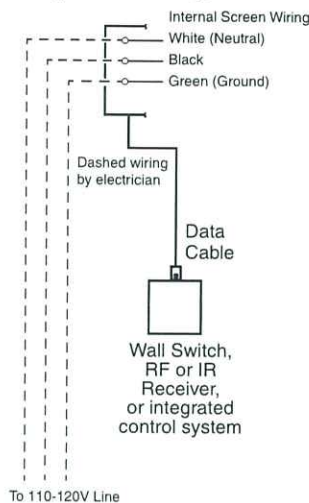 Internal Screen Wiring
White (Neutral)
Black
Green (Ground)
Dashed wiring
by electrician
Data
Cable
Wall Switch,
RF or IR
Receiver,
or integrated
control system
To 110-120V Line